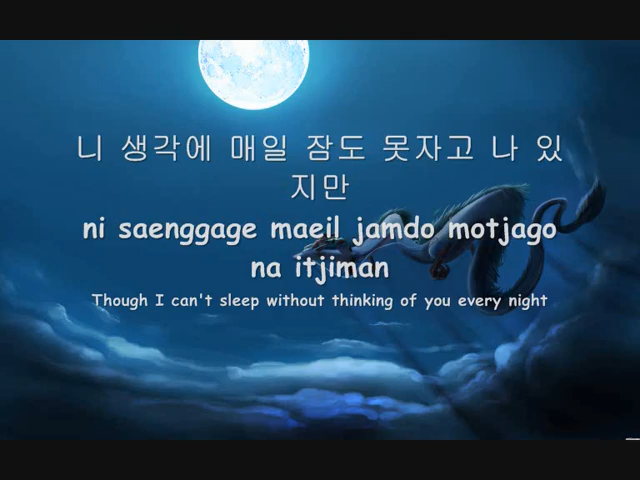 니 생각에 매일 잠도 못자고 나 있
지만
ni saenggage maeil jamdo motjago
na itjiman
Though I can't sleep without thinking of you every night